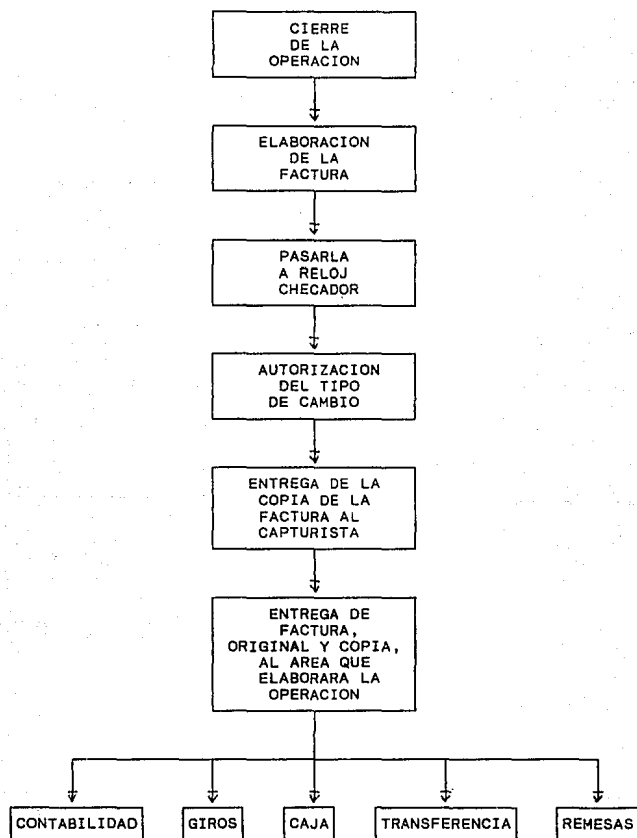 CIERRE
DE LA
OPERACION
ELABORACION
DE LA
FACTURA
PASARLA
A RELOJ
CHECADOR
AUTORIZACION
DEL TIPO
DE CAMBIO
ENTREGA DE LA
COPIA DE LA
FACTURA AL
CAPTURISTA
ENTREGA DE
FACTURA,
ORIGINAL Y COPIA,
AL AREA QUE
ELABORARA LA
OPERACION
CONTABILIDAD
GIROS
CAJA
TRANSFERENCIA
REMESAS